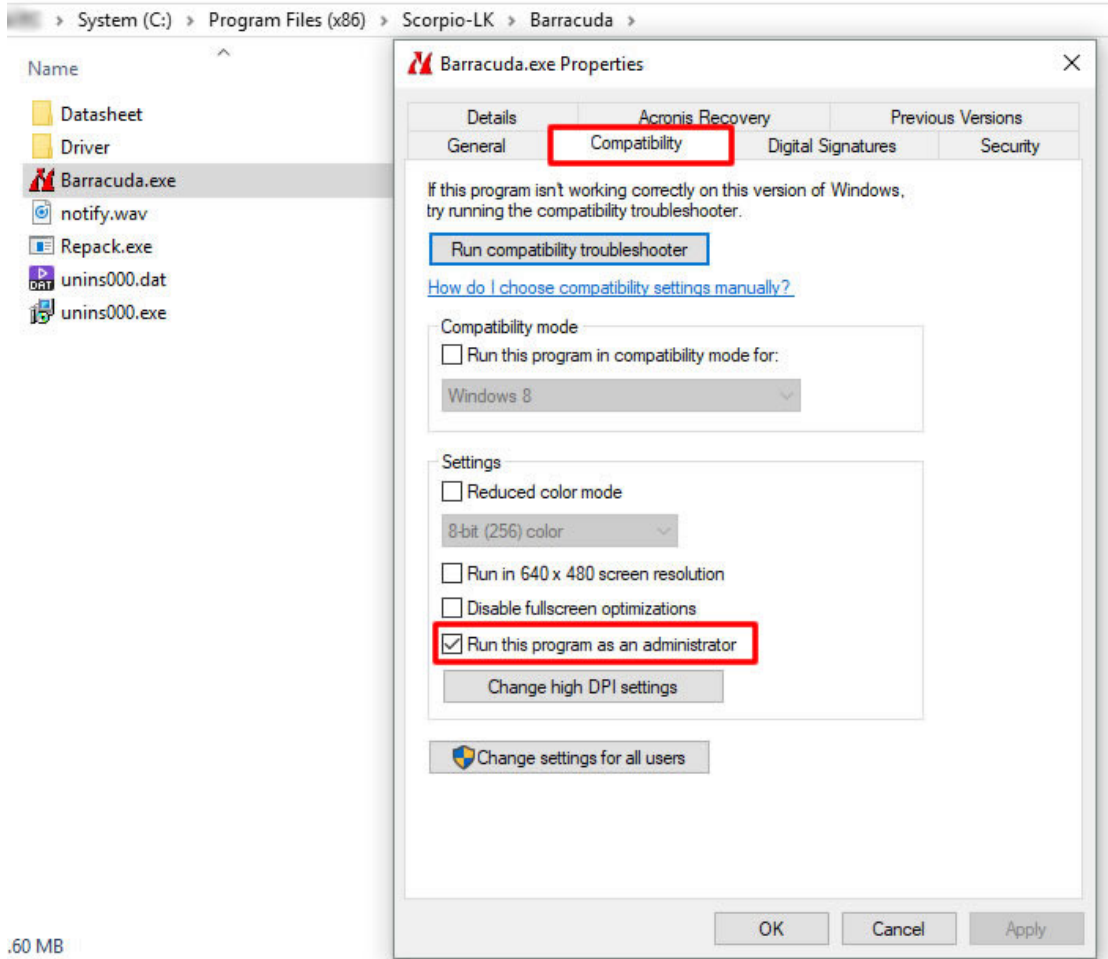 System (C:) > Program Files (x86) > Scorpio-LK > Barracuda >
Name
Datasheet
Driver
Barracuda.exe
notify.wav
Repack.exe
DAT
unins000.dat
unins000.exe
.60 MB
Barracuda.exe Properties
Details Acronis Recovery Previous Versions
General Compatibility Digital Signatures Security
If this program isn't working correctly on this version of Windows,
try running the compatibility troubleshooter.
Run compatibility troubleshooter
How do I choose compatibility settings manually?
Compatibility mode
Run this program in compatibility mode for:
Windows 8
Settings
Reduced color mode
8-bit (256) color
Run in 640 x 480 screen resolution
Disable fullscreen optimizations
Run this program as an administrator
Change high DPI settings
Change settings for all users
OK Cancel Apply